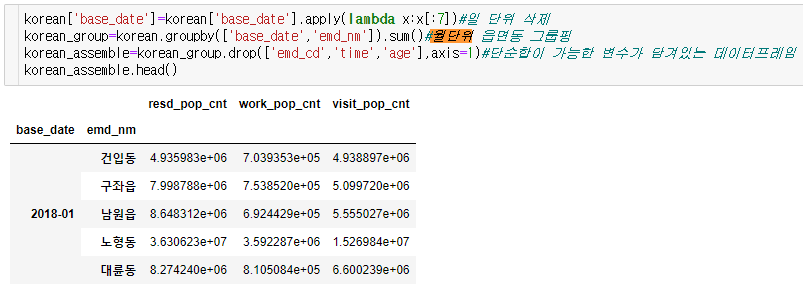 korean['base_date']=korean['base_date'].apply(lambda x:x[:7])#일 단위 삭제
korean_group=korean.groupby(['base_date','emd_nm']).sum()#월단위 읍면동 그룹핑
korean_assemble=korean_group.drop(['emd_cd','time','age'],axis=1)#단순합이 가능한 변수가 담겨있는 데이터프레임
korean_assemble.head()
resd_pop_cnt work_pop_cnt visit_pop_cnt
base_date emd_nm
건입동 4.935983e+06 7.039353e+05 4.938897e+06
구좌읍 7.998788e+06 7.538520e+05 5.099720e+06
2018-01 남원읍 8.648312e+06 6.924429e+05 5.555027e+06
노형동 3.630623e+07 3.592287e+06 1.526984e+07
대륜동 8.274240e+06 8.105084e+05 6.600239e+06